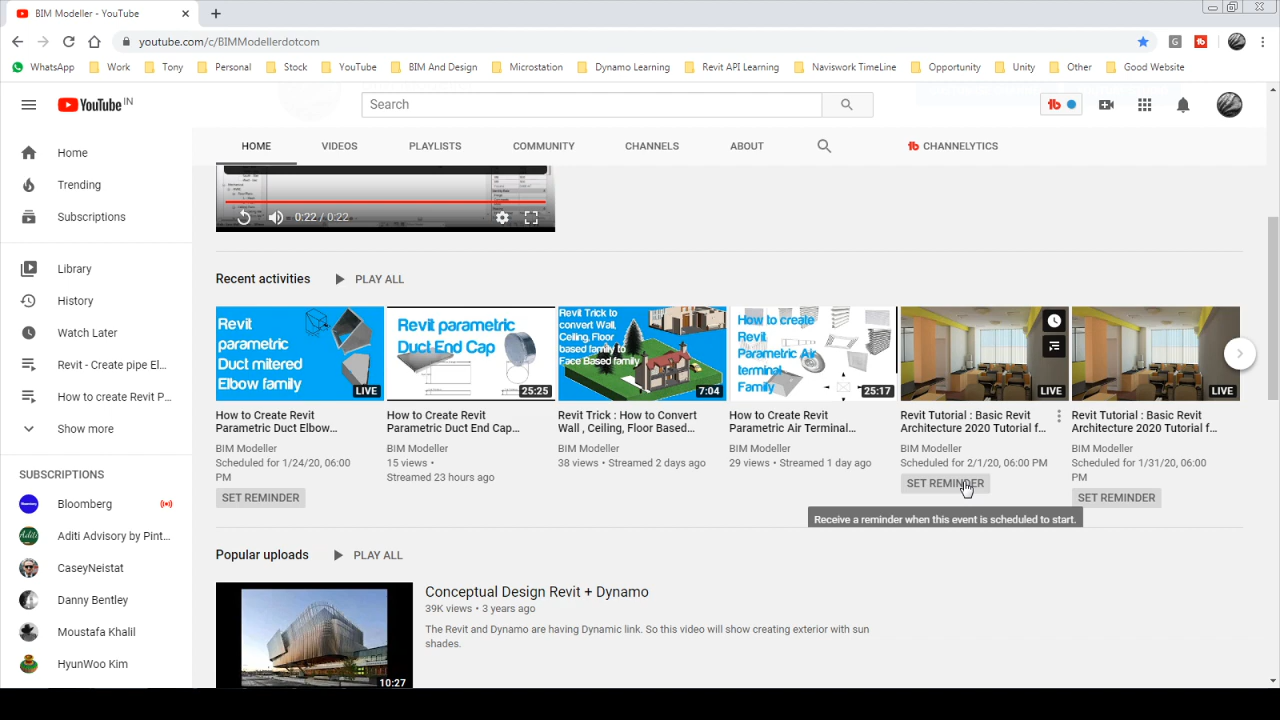 BIM Modeller - YouTube
youtube.com/c/BIMModellerdotcom
WhatsApp Work Tony Personal Stock YouTube BIM And Design Microstation Dynamo Learning Revit API Learning Naviswork TimeLine Opportunity Unity Other Good Website
YouTube IN
Search
HOME VIDEOS PLAYLISTS COMMUNITY CHANNELS ABOUT CHANNELYTICS
Home
Trending
Subscriptions
Library
History
Watch Later
Revit - Create pipe El...
How to create Revit P...
Show more
SUBSCRIPTIONS
Bloomberg
Aditi Advisory by Pint...
CaseyNeistat
Danny Bentley
Moustafa Khalil
HyunWoo Kim
0:22 / 0:22
Recent activities PLAY ALL
Revit
parametric
Duct mitered
Elbow family
LIVE
How to Create Revit
Parametric Duct Elbow...
BIM Modeller
Scheduled for 1/24/20, 06:00
PM
SET REMINDER
Revit parametric
Duct End Cap
25:25
How to Create Revit
Parametric Duct End Cap...
BIM Modeller
15 views •
Streamed 23 hours ago
Revit Trick to
convert Wall,
Ceiling, Floor
based family to
Face Based family
7:04
Revit Trick : How to Convert
Wall , Ceiling, Floor Based...
BIM Modeller
38 views • Streamed 2 days ago
How to create
Revit
Parametric Air
terminal
Family
25:17
How to Create Revit
Parametric Air Terminal...
BIM Modeller
29 views • Streamed 1 day ago
LIVE
Revit Tutorial : Basic Revit
Architecture 2020 Tutorial f...
BIM Modeller
Scheduled for 2/1/20, 06:00 PM
SET REMINDER
Receive a reminder when this event is scheduled to start.
LIVE
Revit Tutorial : Basic Revit
Architecture 2020 Tutorial f...
BIM Modeller
Scheduled for 1/31/20, 06:00
PM
SET REMINDER
Popular uploads PLAY ALL
10:27
Conceptual Design Revit + Dynamo
39K views • 3 years ago
The Revit and Dynamo are having Dynamic link. So this video will show creating exterior with sun
shades.